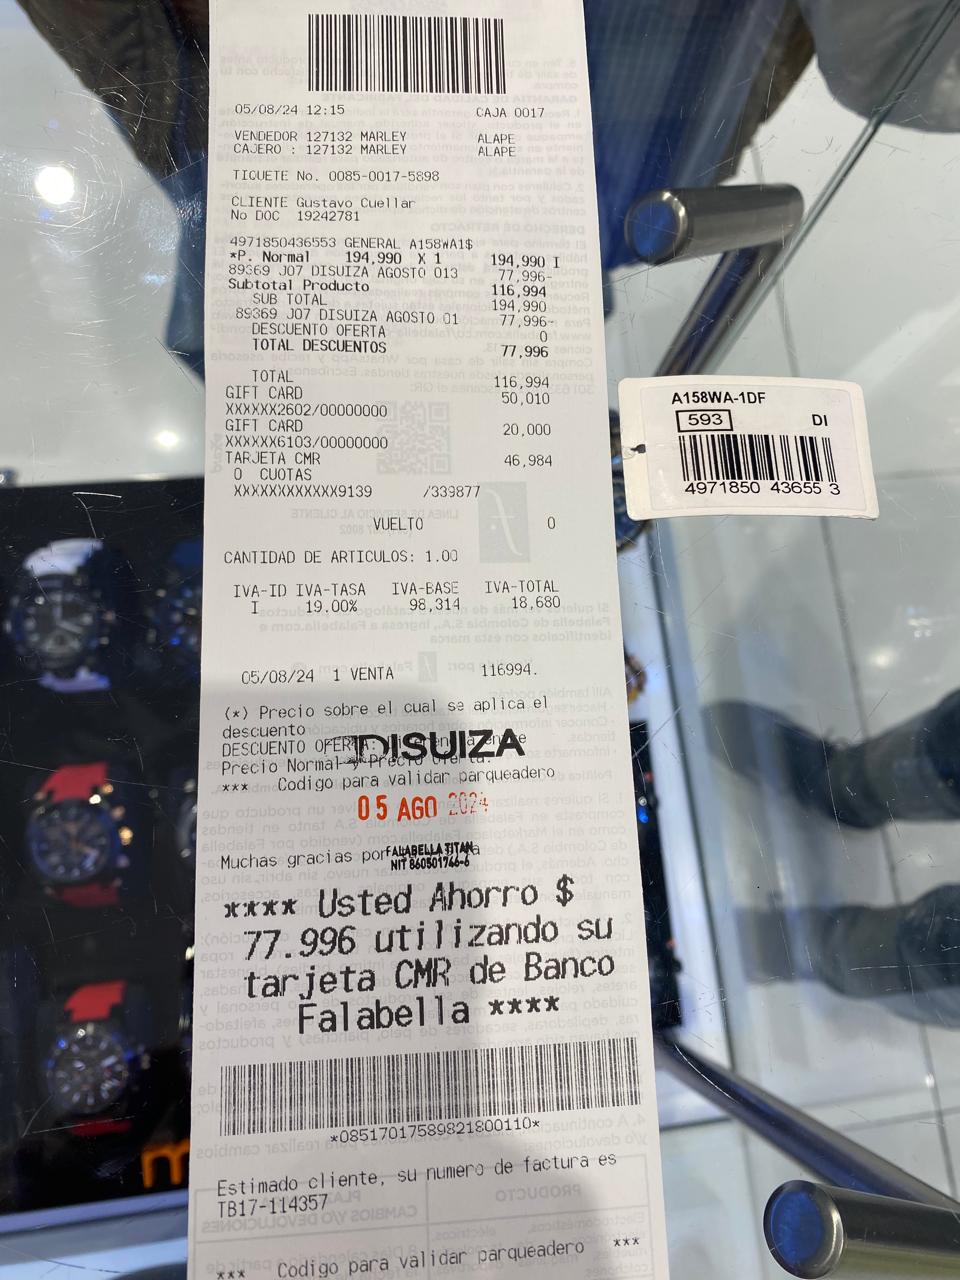 05/08/24 12:15 CAJA 0017
VENDEDOR 127132 MARLEY ALAPE
CAJERO : 127132 MARLEY ALAPE
TIQUETE No. 0085-0017-5898
CLIENTE Gustavo Cuellar
No DOC 19242781
4971850436553 GENERAL A158WA1$
*P. Normal 194,990 X 1 194,990 I
89369 J07 DISUIZA AGOSTO 013 77,996-
Subtotal Producto 116,994
SUB TOTAL 194,990
89369 J07 DISUIZA AGOSTO 01 77,996-
DESCUENTO OFERTA 0
TOTAL DESCUENTOS 77,996
TOTAL 116,994
GIFT CARD 50,010
XXXXXX2602/00000000
GIFT CARD 20,000
XXXXXX6103/00000000
TARJETA CMR 46,984
0 CUOTAS
XXXXXXXXXXXX9139 /339877
VUELTO 0
CANTIDAD DE ARTICULOS: 1.00
IVA-ID IVA-TASA IVA-BASE IVA-TOTAL
I 19.00% 98,314 18,680
05/08/24 1 VENTA 116994.
(*) Precio sobre el cual se aplica el
descuento
DESCUENTO OFERTA:
DISUIZA
Precio Normal y Precio Oferta.
*** Codigo para validar parqueadero
05 AGO 2024
Muchas gracias por
FALABELLA TITAN
NIT 860501746-6
**** Usted Ahorro $
77.996 utilizando su
tarjeta CMR de Banco
Falabella ****
*08517017589821800110*
Estimado cliente, su numero de factura es
TB17-114357
*** Codigo para validar parqueadero ***
A158WA-1DF
593 DI
4971850 43655 3